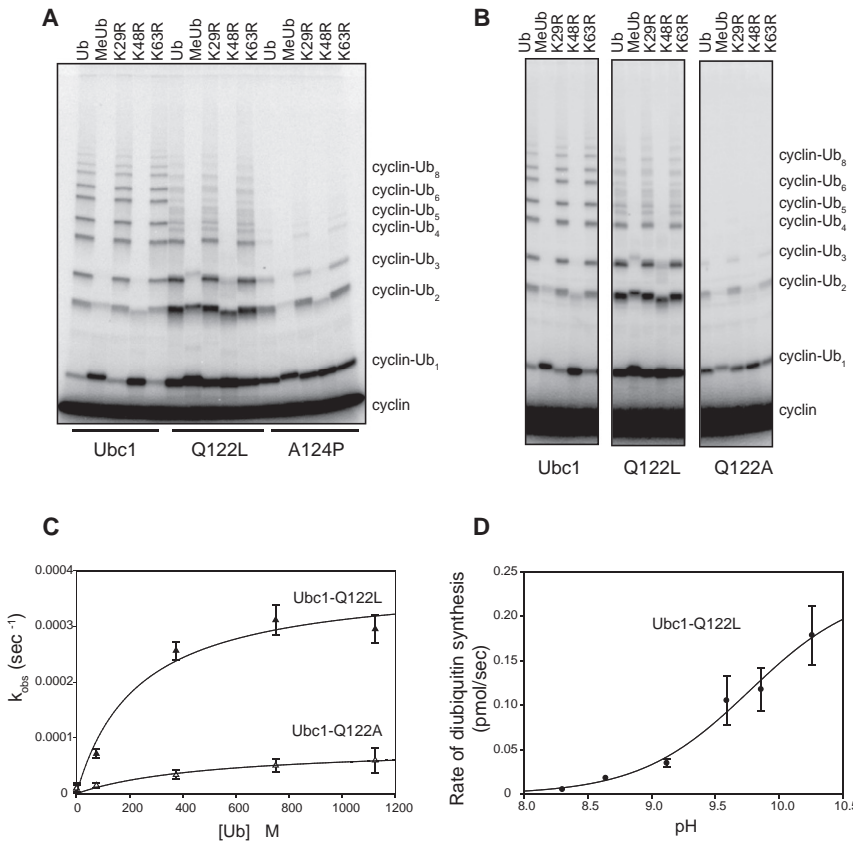 A
Ub MeUb K29R K48R K63R Ub MeUb K29R K48R K63R Ub MeUb K29R K48R K63R
cyclin-Ub8
cyclin-Ub6
cyclin-Ub5
cyclin-Ub4
cyclin-Ub3
cyclin-Ub2
cyclin-Ub1
cyclin
Ubc1 Q122L A124P
B
Ub MeUb K29R K48R K63R Ub MeUb K29R K48R K63R Ub MeUb K29R K48R K63R
cyclin-Ub8
cyclin-Ub6
cyclin-Ub5
cyclin-Ub4
cyclin-Ub3
cyclin-Ub2
cyclin-Ub1
cyclin
Ubc1 Q122L Q122A
C
kobs (sec -1)
0.0004
0.0003
0.0002
0.0001
0
Ubc1-Q122L
Ubc1-Q122A
0 200 400 600 800 1000 1200
[Ub] M
D
Rate of diubiquitin synthesis
(pmol/sec)
0.25
0.20
0.15
0.10
0.05
0
Ubc1-Q122L
8.0 8.5 9.0 9.5 10.0 10.5
pH